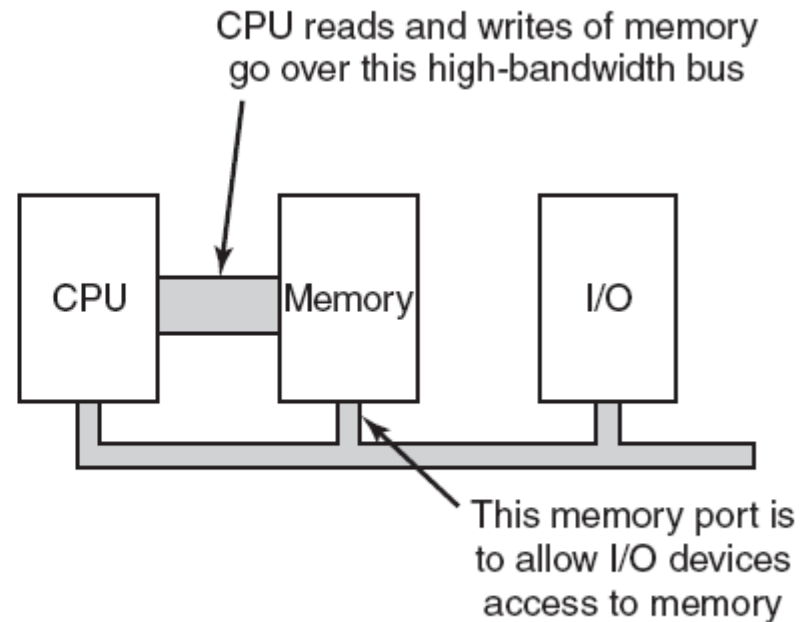 CPU reads and writes of memory
go over this high-bandwidth bus
CPU
Memory
I/O
This memory port is
to allow I/O devices
access to memory